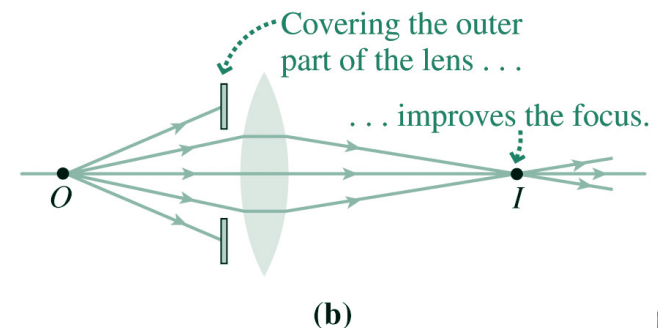 Covering the outer
part of the lens . . .
. . . improves the focus.
O
I
(b)